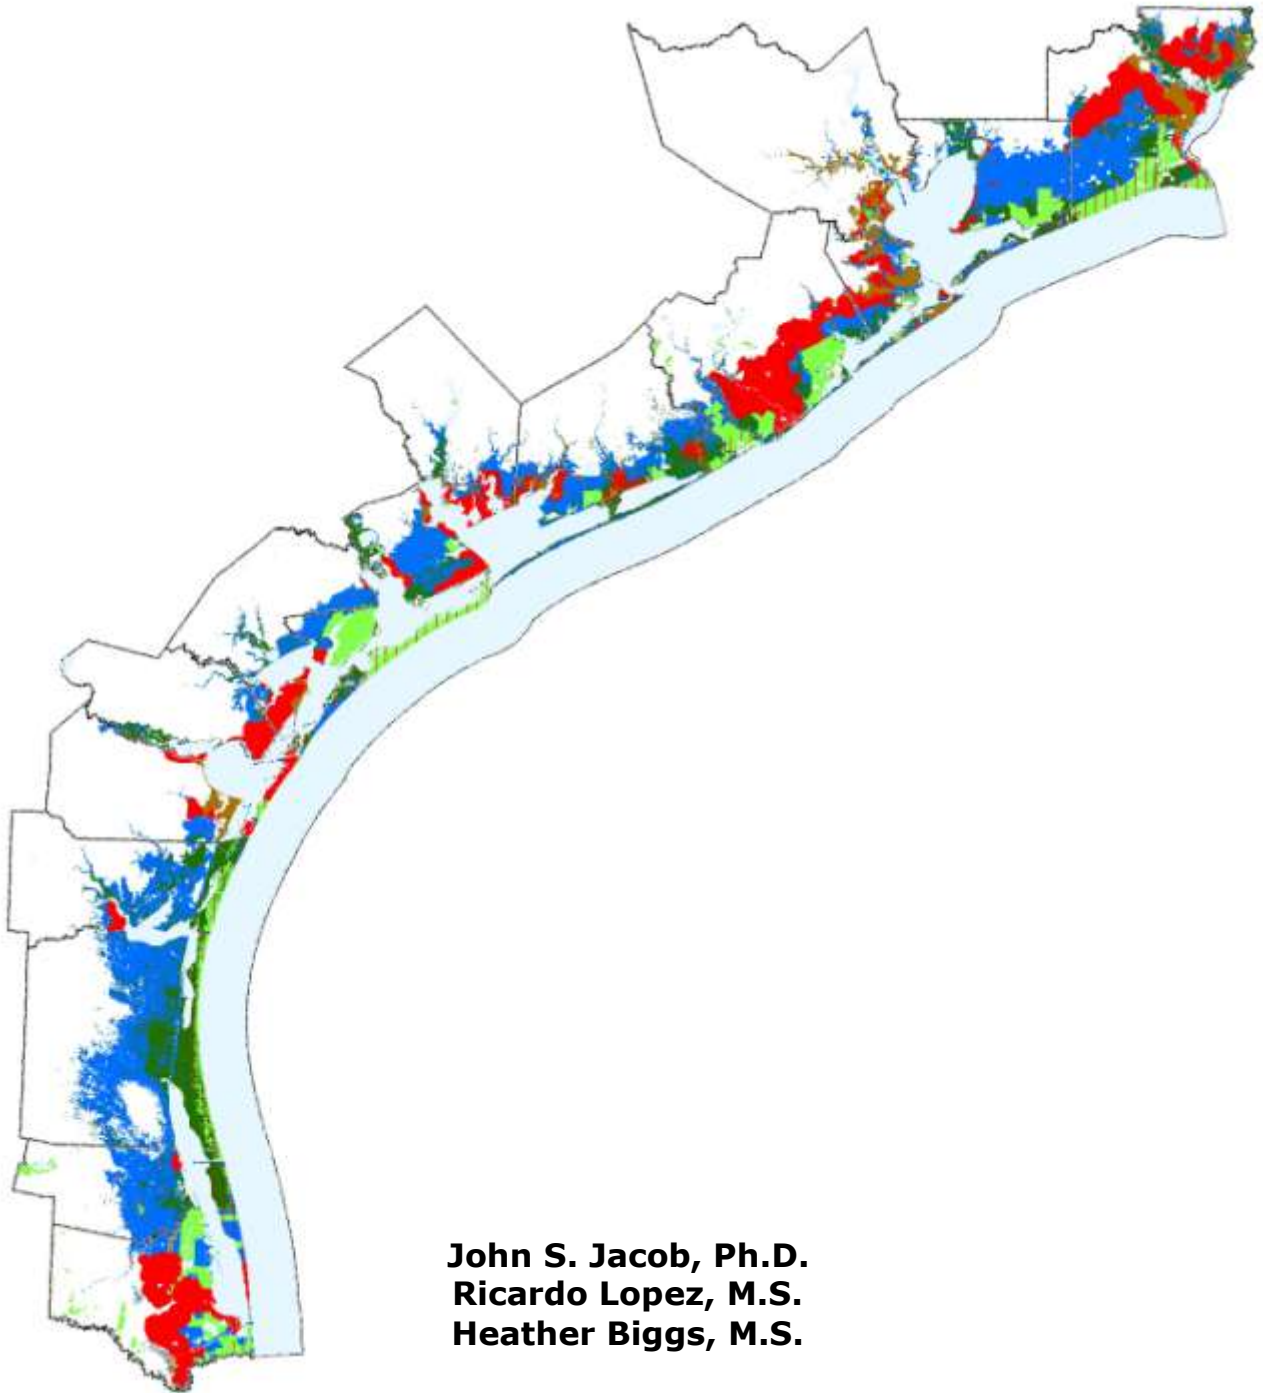 John S. Jacob, Ph.D.
Ricardo Lopez, M.S.
Heather Biggs, M.S.